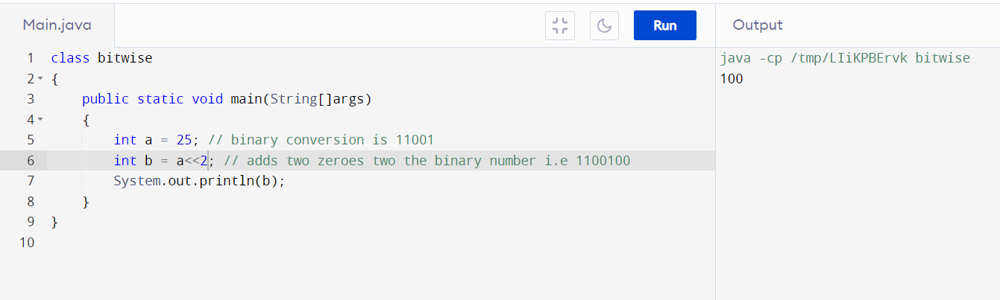 Main.java
Run
Output
1 class bitwise
2 {
3 public static void main(String[]args)
4 {
5 int a = 25; // binary conversion is 11001
6 int b = a<<2; // adds two zeroes two the binary number i.e 1100100
7 System.out.println(b);
8 }
9 }
10
java -cp /tmp/LIiKPBErvk bitwise
100